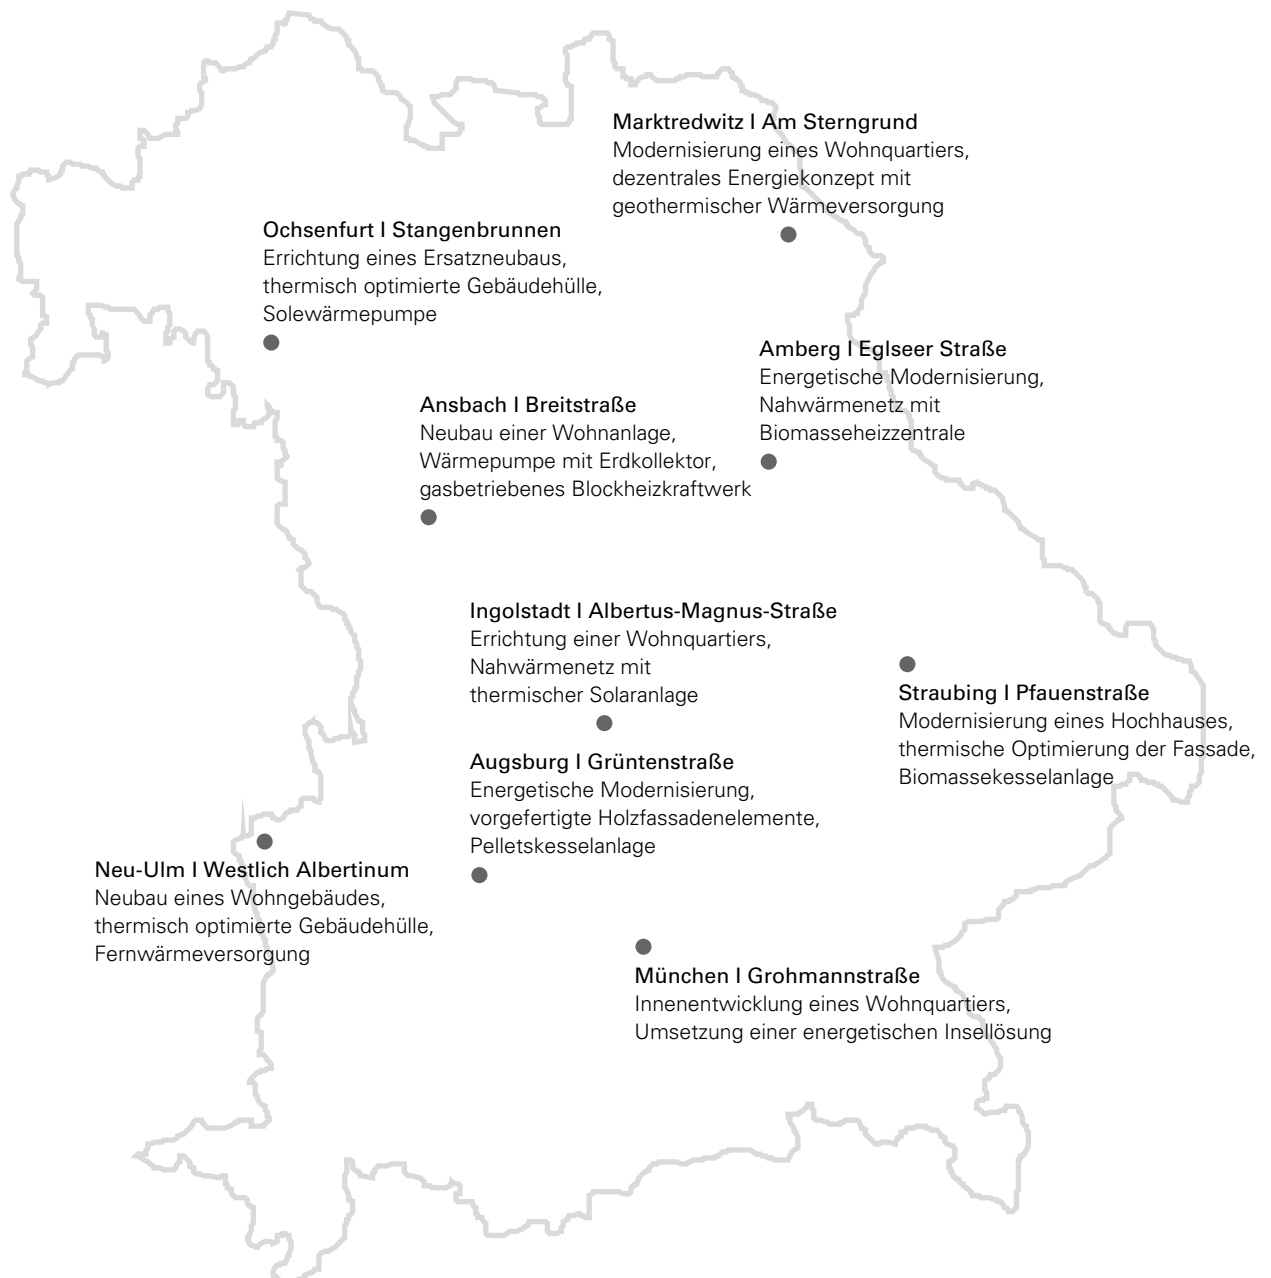 Marktredwitz I Am Sterngrund
Modernisierung eines Wohnquartiers,
dezentrales Energiekonzept mit
geothermischer Wärmeversorgung
Ochsenfurt I Stangenbrunnen
Errichtung eines Ersatzneubaus,
thermisch optimierte Gebäudehülle,
Solewärmepumpe
Amberg I Eglseer Straße
Energetische Modernisierung,
Nahwärmenetz mit
Biomasseheizzentrale
Ansbach I Breitstraße
Neubau einer Wohnanlage,
Wärmepumpe mit Erdkollektor,
gasbetriebenes Blockheizkraftwerk
Ingolstadt I Albertus-Magnus-Straße
Errichtung einer Wohnquartiers,
Nahwärmenetz mit
thermischer Solaranlage
Straubing I Pfauenstraße
Modernisierung eines Hochhauses,
thermische Optimierung der Fassade,
Biomassekesselanlage
Augsburg I Grüntenstraße
Energetische Modernisierung,
vorgefertigte Holzfassadenelemente,
Pelletskesselanlage
Neu-Ulm I Westlich Albertinum
Neubau eines Wohngebäudes,
thermisch optimierte Gebäudehülle,
Fernwärmeversorgung
München I Grohmannstraße
Innenentwicklung eines Wohnquartiers,
Umsetzung einer energetischen Insellösung